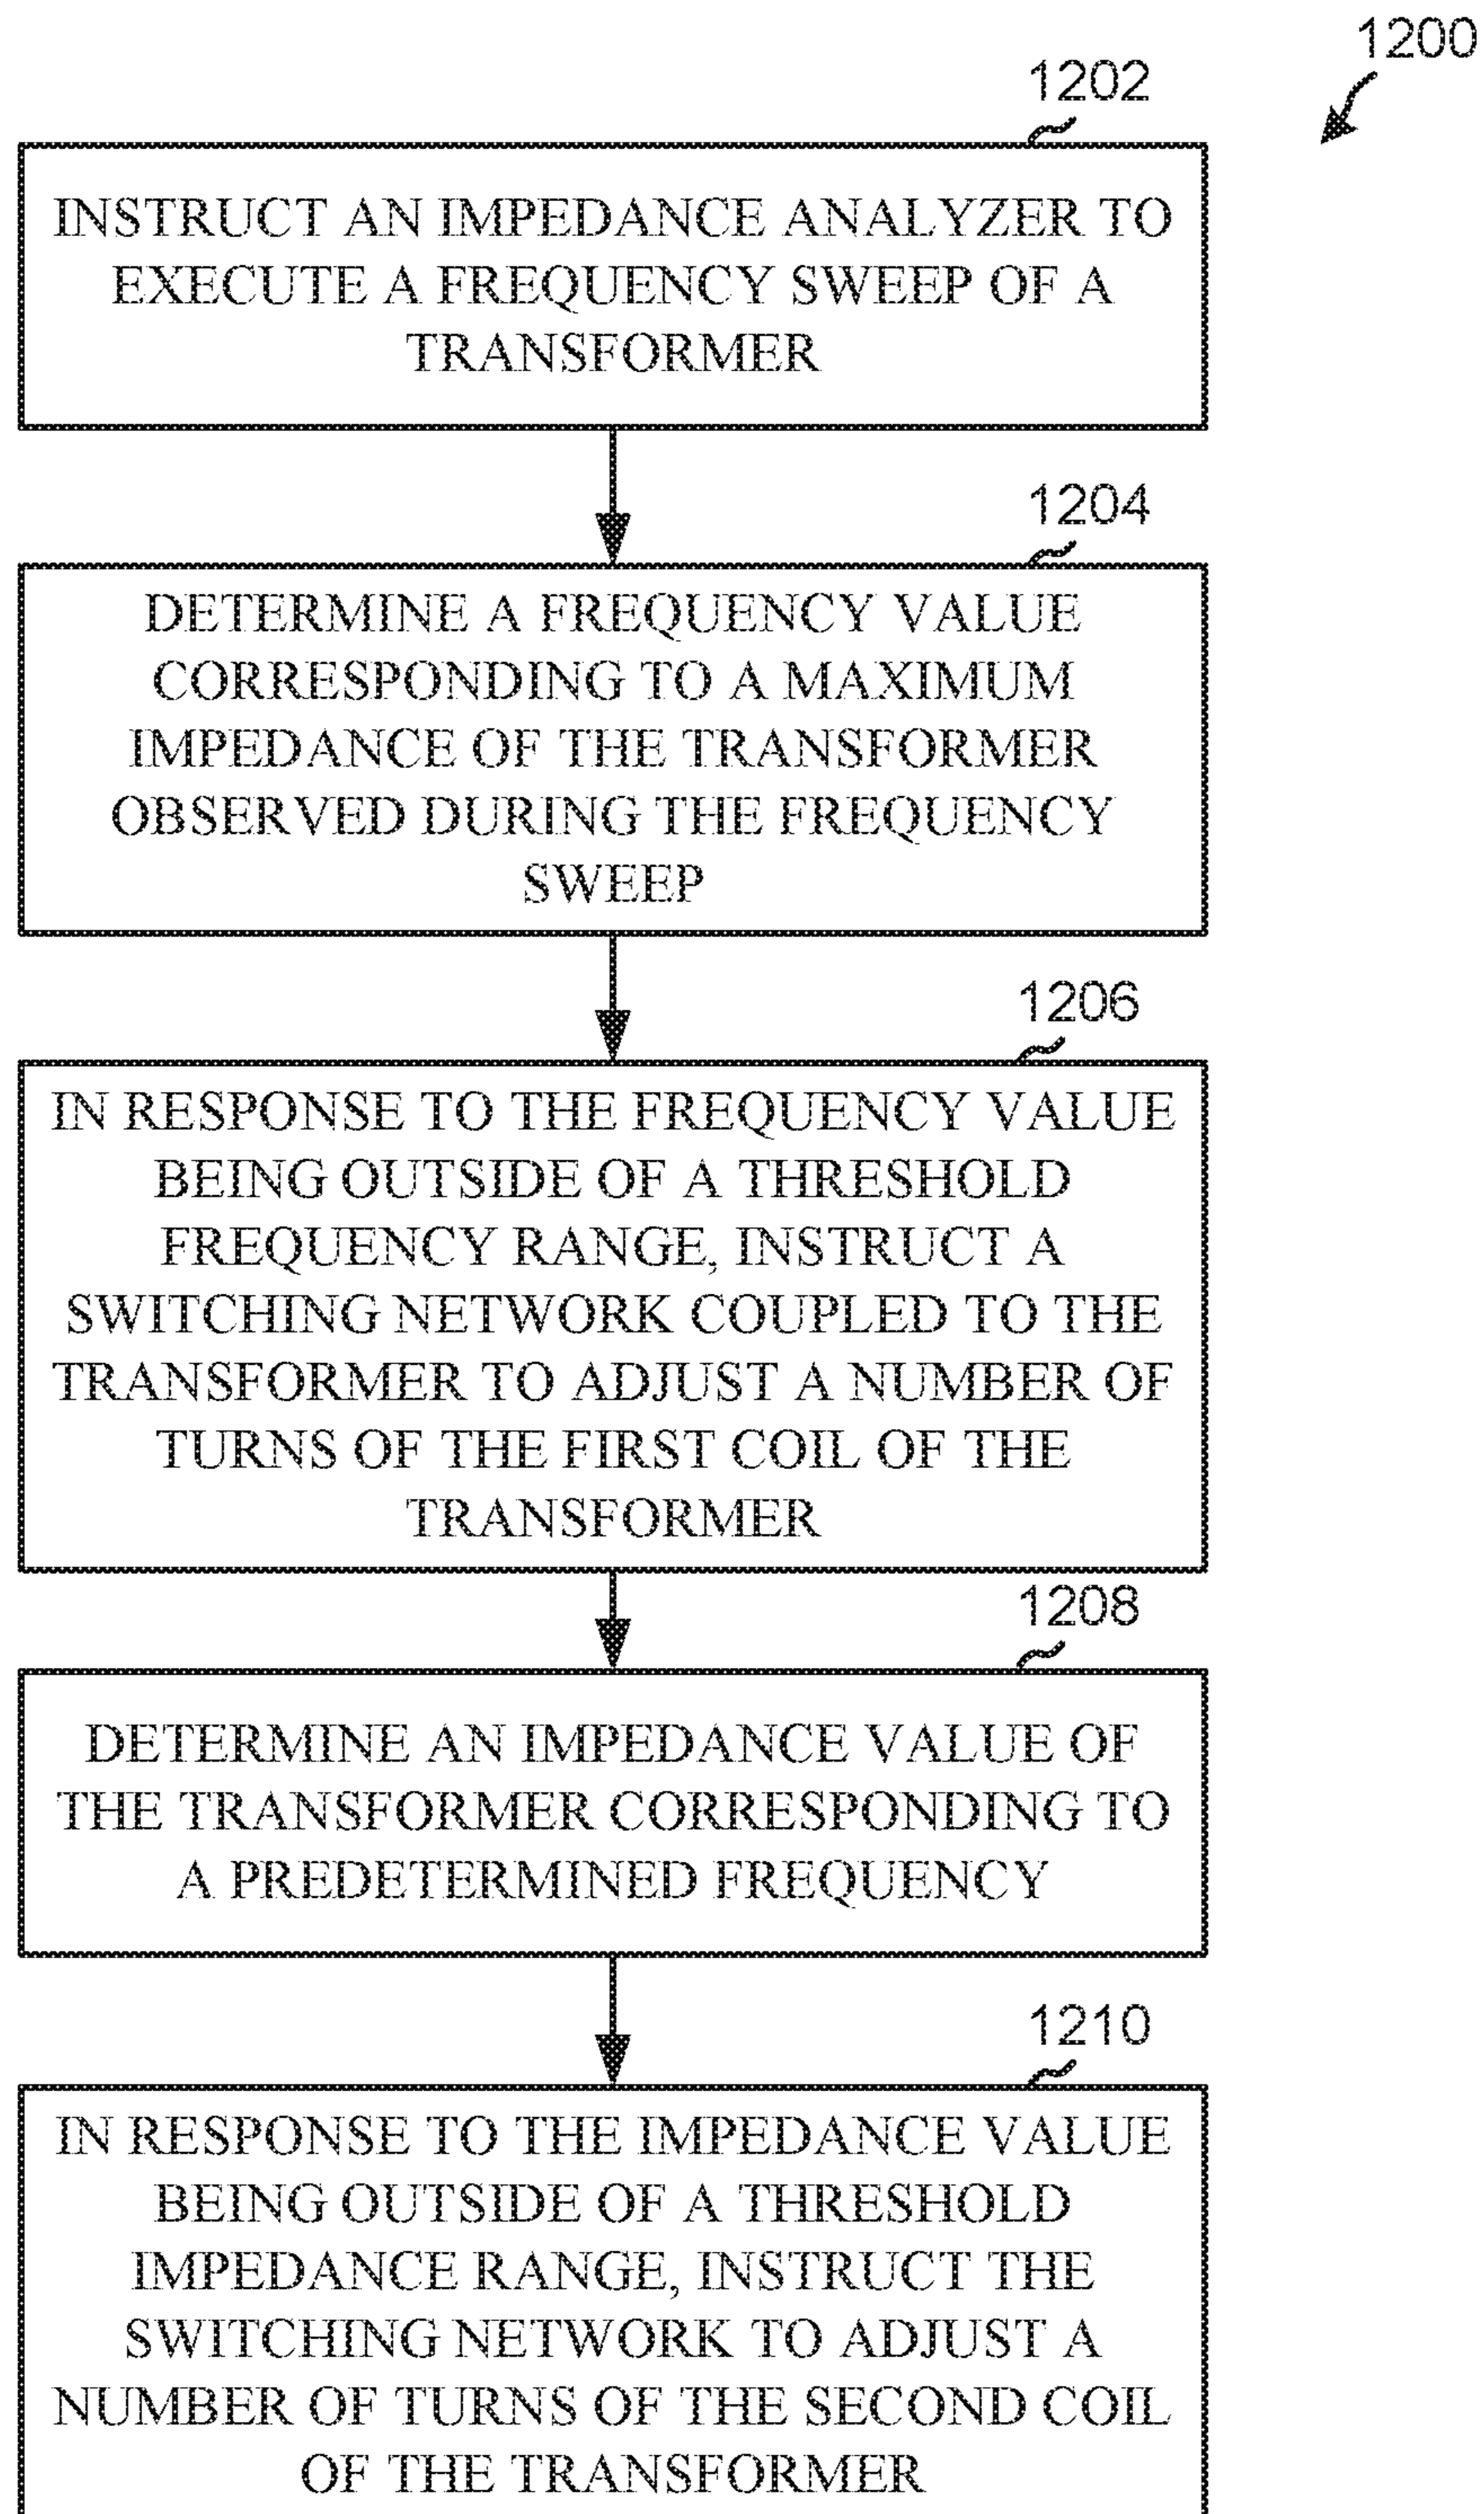 1200
1202
INSTRUCT AN IMPEDANCE ANALYZER TO
EXECUTE A FREQUENCY SWEEP OF A
TRANSFORMER
1204
DETERMINE A FREQUENCY VALUE
CORRESPONDING TO A MAXIMUM
IMPEDANCE OF THE TRANSFORMER
OBSERVED DURING THE FREQUENCY
SWEEP
1206
IN RESPONSE TO THE FREQUENCY VALUE
BEING OUTSIDE OF A THRESHOLD
FREQUENCY RANGE, INSTRUCT A
SWITCHING NETWORK COUPLED TO THE
TRANSFORMER TO ADJUST A NUMBER OF
TURNS OF THE FIRST COIL OF THE
TRANSFORMER
1208
DETERMINE AN IMPEDANCE VALUE OF
THE TRANSFORMER CORRESPONDING TO
A PREDETERMINED FREQUENCY
1210
IN RESPONSE TO THE IMPEDANCE VALUE
BEING OUTSIDE OF A THRESHOLD
IMPEDANCE RANGE, INSTRUCT THE
SWITCHING NETWORK TO ADJUST A
NUMBER OF TURNS OF THE SECOND COIL
OF THE TRANSFORMER